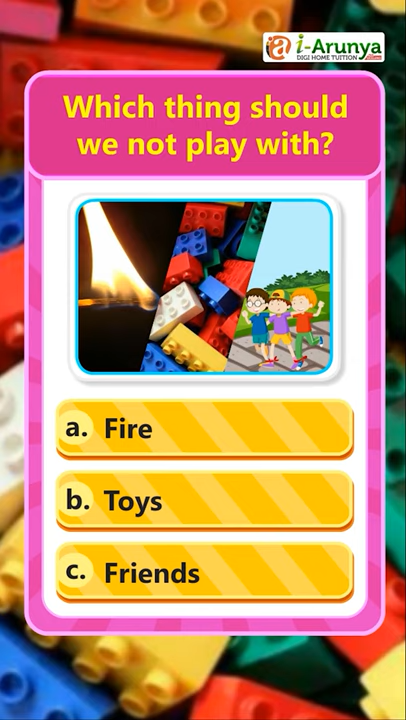 i-Arunya
DIGI HOME TUITION
Which thing should
we not play with?
a. Fire
b. Toys
c. Friends